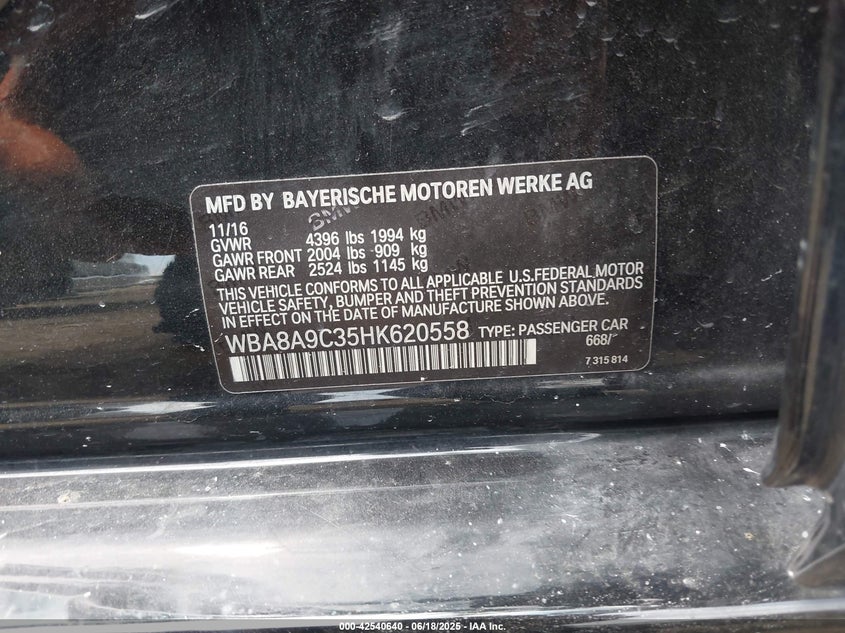 MFD BY BAYERISCHE MOTOREN WERKE AG
11/16
GVWR 4396 lbs 1994 kg
GAWR FRONT 2004 lbs 909 kg
GAWR REAR 2524 lbs 1145 kg
THIS VEHICLE CONFORMS TO ALL APPLICABLE U.S.FEDERAL MOTOR
VEHICLE SAFETY, BUMPER AND THEFT PREVENTION STANDARDS
IN EFFECT ON THE DATE OF MANUFACTURE SHOWN ABOVE.
WBA8A9C35HK620558 TYPE: PASSENGER CAR
668/
7 315 814
000-42540640 - 06/18/2025 - IAA Inc.